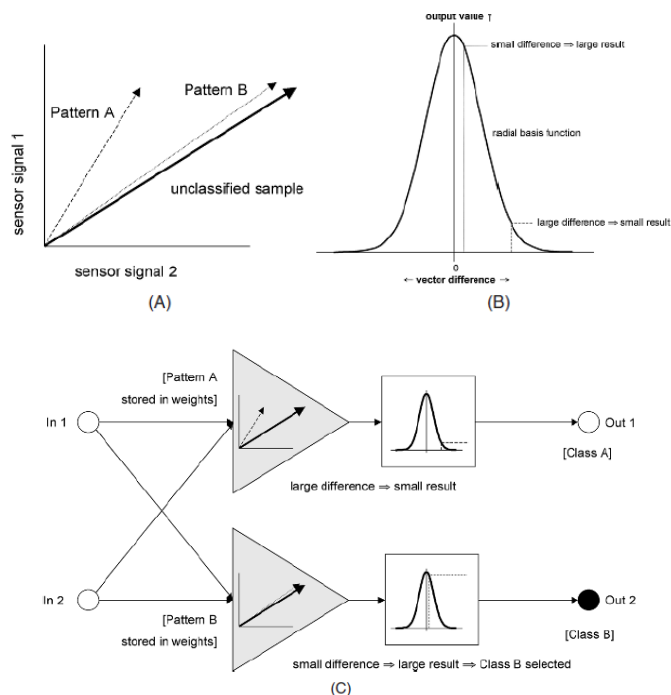 output value ↑
small difference ⇒ large result
Pattern B
Pattern A
radial basis function
unclassified sample
sensor signal 1
large difference ⇒ small result
sensor signal 2
0
← vector difference →
(A)
(B)
[Pattern A
stored in weights]
In 1
Out 1
[Class A]
large difference ⇒ small result
In 2
Out 2
[Pattern B
stored in weights]
[Class B]
small difference ⇒ large result ⇒ Class B selected
(C)